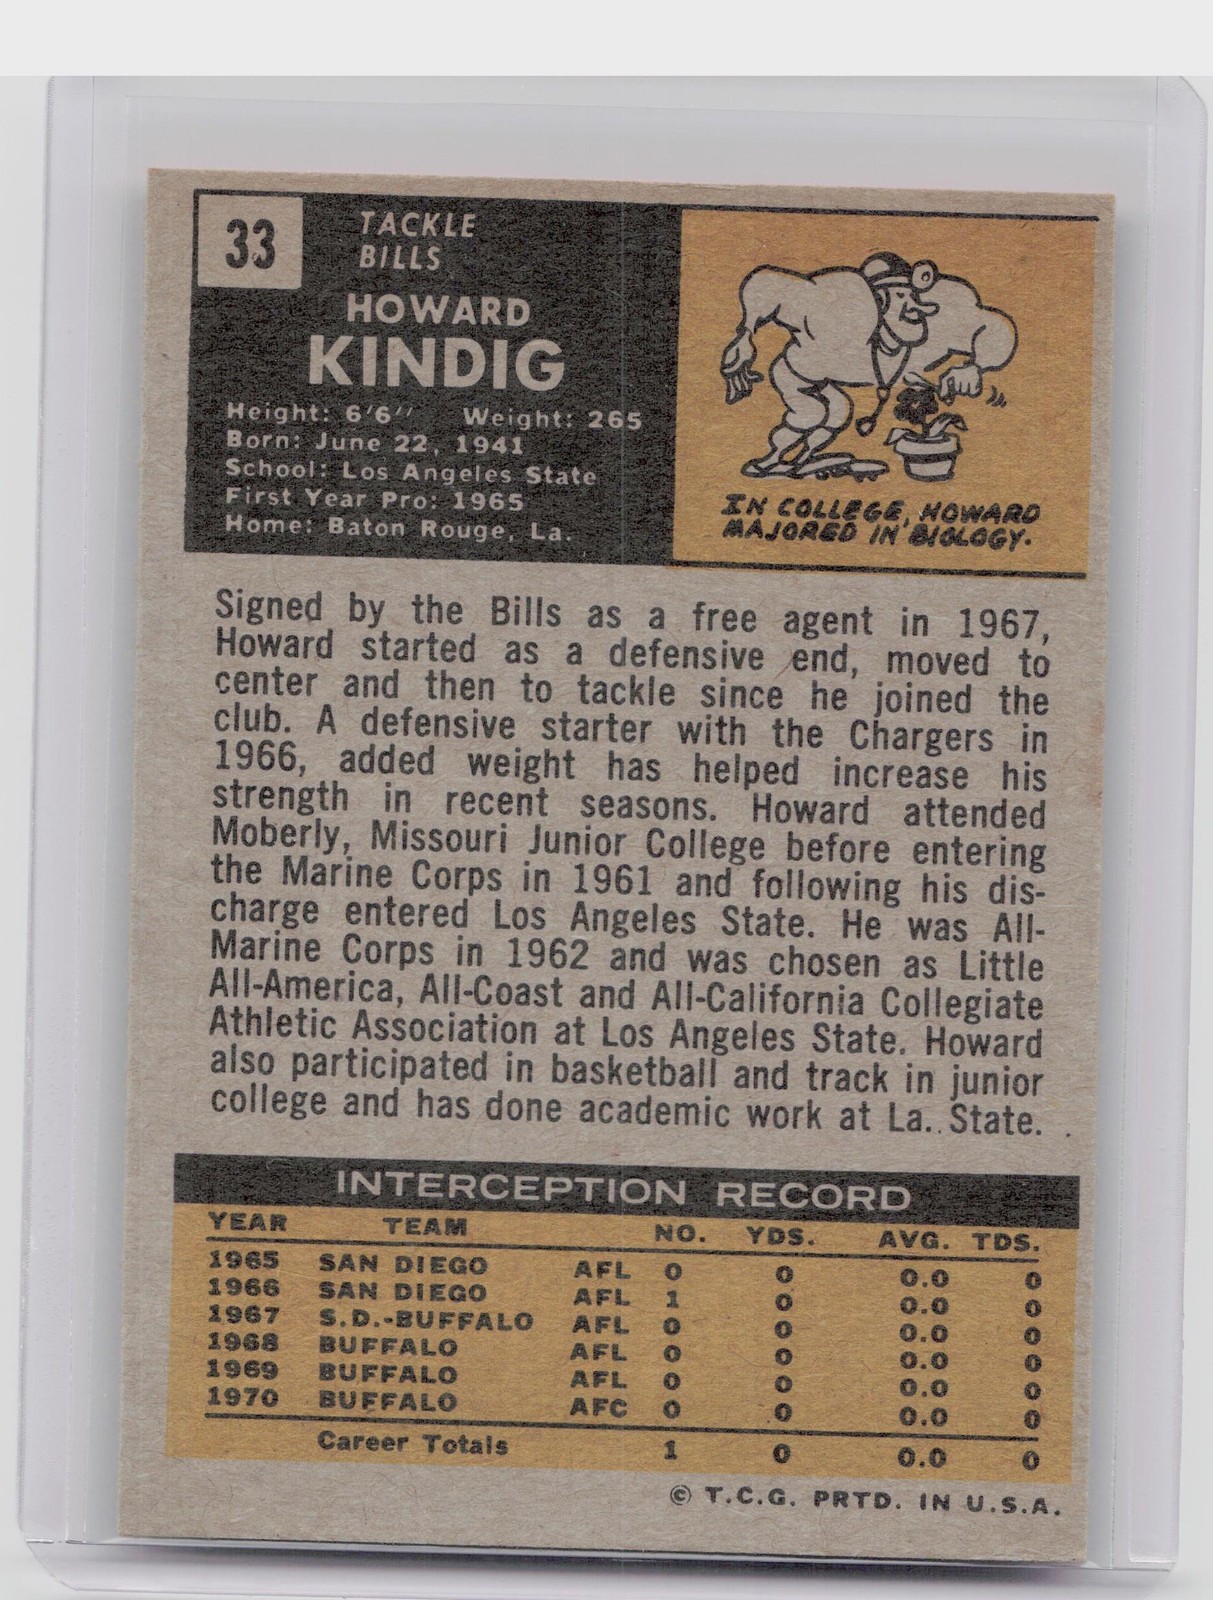 33
TACKLE
BILLS
HOWARD
KINDIG
Height: 6'6" Weight: 265
Born: June 22, 1941
School: Los Angeles State
First Year Pro: 1965
Home: Baton Rouge, La.
IN COLLEGE, HOWARD
MAJORED IN BIOLOGY.
Signed by the Bills as a free agent in 1967,
Howard started as a defensive end, moved to
center and then to tackle since he joined the
club. A defensive starter with the Chargers in
1966, added weight has helped increase his
strength in recent seasons. Howard attended
Moberly, Missouri Junior College before entering
the Marine Corps in 1961 and following his dis-
charge entered Los Angeles State. He was All-
Marine Corps in 1962 and was chosen as Little
All-America, All-Coast and All-California Collegiate
Athletic Association at Los Angeles State. Howard
also participated in basketball and track in junior
college and has done academic work at La. State.
INTERCEPTION RECORD
YEAR TEAM NO. YDS. AVG. TDS.
1965 SAN DIEGO AFL 0 0 0.0 0
1966 SAN DIEGO AFL 1 0 0.0 0
1967 S.D.-BUFFALO AFL 0 0 0.0 0
1968 BUFFALO AFL 0 0 0.0 0
1969 BUFFALO AFL 0 0 0.0 0
1970 BUFFALO AFC 0 0 0.0 0
Career Totals 1 0 0.0 0
© T.C.G. PRTD. IN U.S.A.